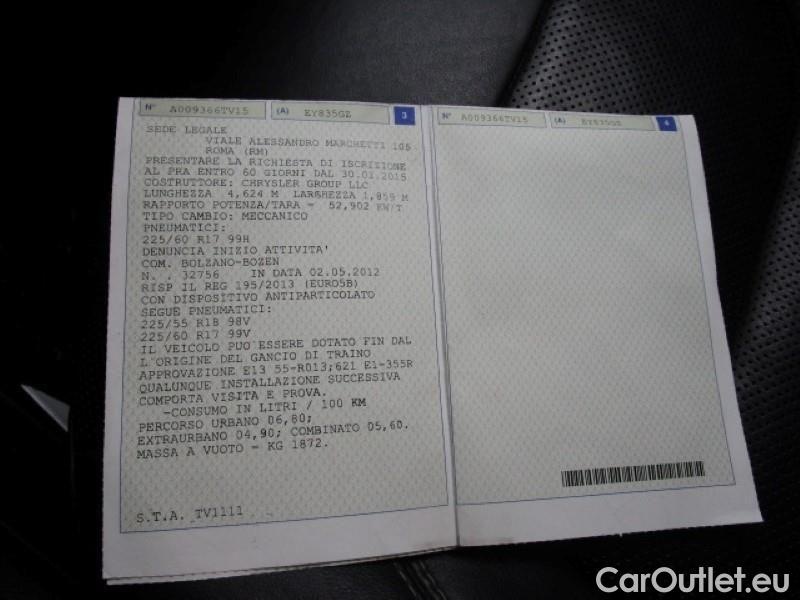 N° A009366TV15 (A) EY835GZ 3
SEDE LEGALE
VIALE ALESSANDRO MARCHETTI 105
ROMA (RM)
PRESENTARE LA RICHIESTA DI ISCRIZIONE
AL PRA ENTRO 60 GIORNI DAL 30.01.2015
COSTRUTTORE: CHRYSLER GROUP LLC
LUNGHEZZA 4,624 M LARGHEZZA 1,859 M
RAPPORTO POTENZA/TARA = 52,902 KW/T
TIPO CAMBIO: MECCANICO
PNEUMATICI:
225/60 R17 99H
DENUNCIA INIZIO ATTIVITA'
COM. BOLZANO-BOZEN
N. . 32756 IN DATA 02.05.2012
RISP IL REG 195/2013 (EURO5B)
CON DISPOSITIVO ANTIPARTICOLATO
SEGUE PNEUMATICI:
225/55 R18 98V
225/60 R17 99V
IL VEICOLO PUO'ESSERE DOTATO FIN DAL
L'ORIGINE DEL GANCIO DI TRAINO
APPROVAZIONE E13 55-R013;621 E1-355R
QUALUNQUE INSTALLAZIONE SUCCESSIVA
COMPORTA VISITA E PROVA.
-CONSUMO IN LITRI / 100 KM
PERCORSO URBANO 06,80;
EXTRAURBANO 04,90; COMBINATO 05,60.
MASSA A VUOTO = KG 1872.
S.T.A. TV1111
N° A009366TV15 (A) EY835GZ 4
CarOutlet.eu